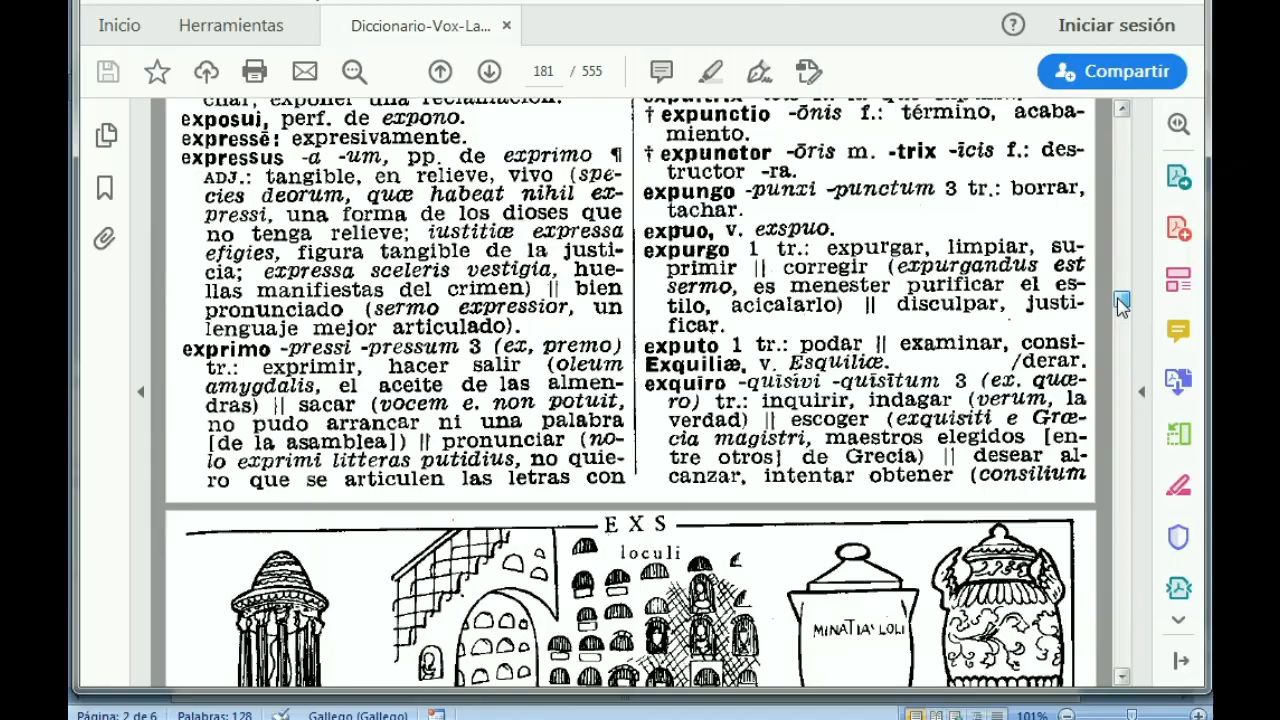 Inicio
Herramientas
Diccionario-Vox-La...
Iniciar sesión
181 / 555
Compartir
exponer una reclamación.
exposui, perf. de expono.
expressē: expresivamente.
expressus -a -um, pp. de exprimo ¶
ADJ.: tangible, en relieve, vivo (spe-
cies deorum, quæ habeat nihil ex-
pressi, una forma de los dioses que
no tenga relieve; iustitiæ expressa
efigies, figura tangible de la justi-
cia; expressa sceleris vestigia, hue-
llas manifiestas del crimen) || bien
pronunciado (sermo expressior, un
lenguaje mejor articulado).
exprimo -pressi -pressum 3 (ex, premo)
tr.: exprimir, hacer salir (oleum
amygdalis, el aceite de las almen-
dras) || sacar (vocem e. non potuit,
no pudo arrancar ni una palabra
[de la asamblea]) || pronunciar (no-
lo exprimi litteras putidius, no quie-
ro que se articulen las letras con
† expunctio -ōnis f.: término, acaba-
miento.
† expunctor -ōris m. -trix -īcis f.: des-
tructor -ra.
expungo -punxi -punctum 3 tr.: borrar,
tachar.
expuo, v. exspuo.
expurgo 1 tr.: expurgar, limpiar, su-
primir || corregir (expurgandus est
sermo, es menester purificar el es-
tilo, acicalarlo) || disculpar, justi-
ficar.
exputo 1 tr.: podar || examinar, consi-
Exquiliæ, v. Esquiliæ. /derar.
exquiro -quīsīvi -quīsītum 3 (ex. quæ-
ro) tr.: inquirir, indagar (verum, la
verdad) || escoger (exquisiti e Græ-
cia magistri, maestros elegidos [en-
tre otros] de Grecia) || desear al-
canzar, intentar obtener (consilium
EXS
loculi
MINATIA LOLI
Página: 2 de 6
Palabras: 128
Gallego (Gallego)
101%